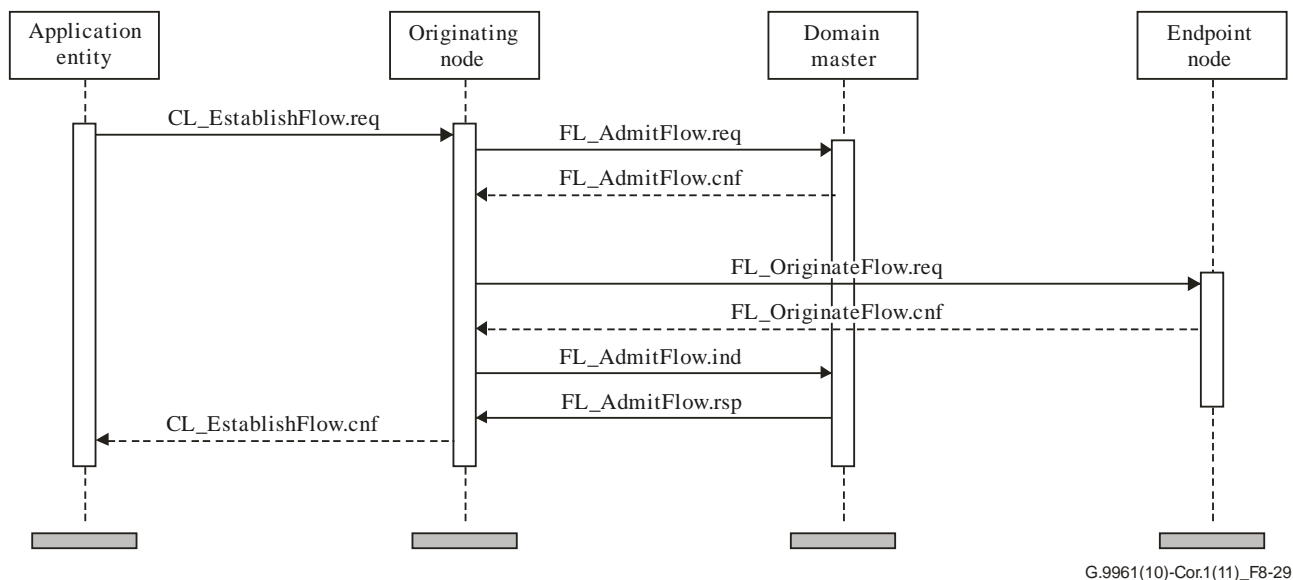 Application
entity
Originating
node
Domain
master
Endpoint
node
CL_EstablishFlow.req
FL_AdmitFlow.req
FL_AdmitFlow.cnf
FL_OriginateFlow.req
FL_OriginateFlow.cnf
FL_AdmitFlow.ind
FL_AdmitFlow.rsp
CL_EstablishFlow.cnf
G.9961(10)-Cor.1(11)_F8-29